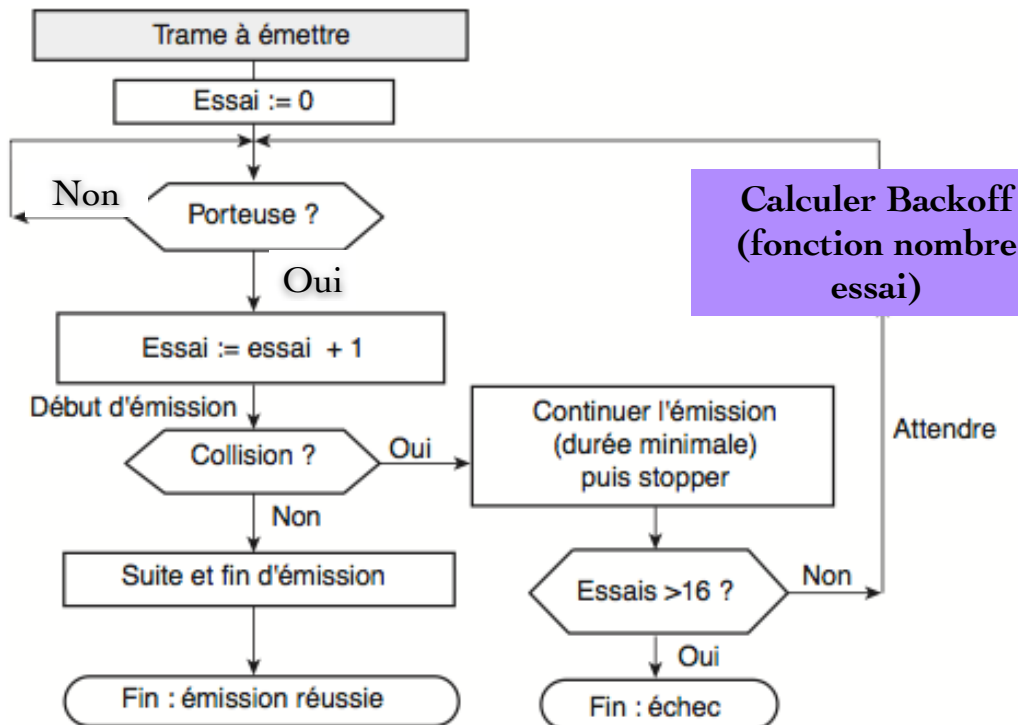 Trame à émettre
Essai := 0
Non
Porteuse ?
Oui
Calculer Backoff
(fonction nombre
essai)
Essai := essai + 1
Début d'émission
Collision ?
Oui
Continuer l'émission
(durée minimale)
puis stopper
Attendre
Non
Suite et fin d'émission
Essais >16 ?
Non
Oui
Fin : émission réussie
Fin : échec